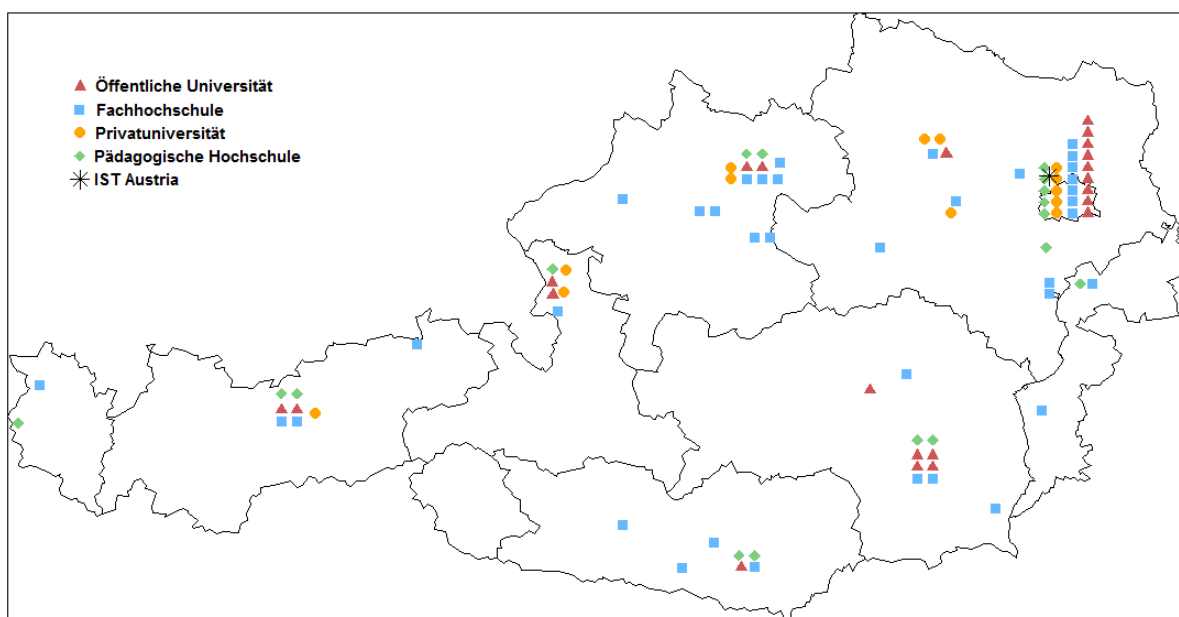 Öffentliche Universität
Fachhochschule
Privatuniversität
Pädagogische Hochschule
IST Austria